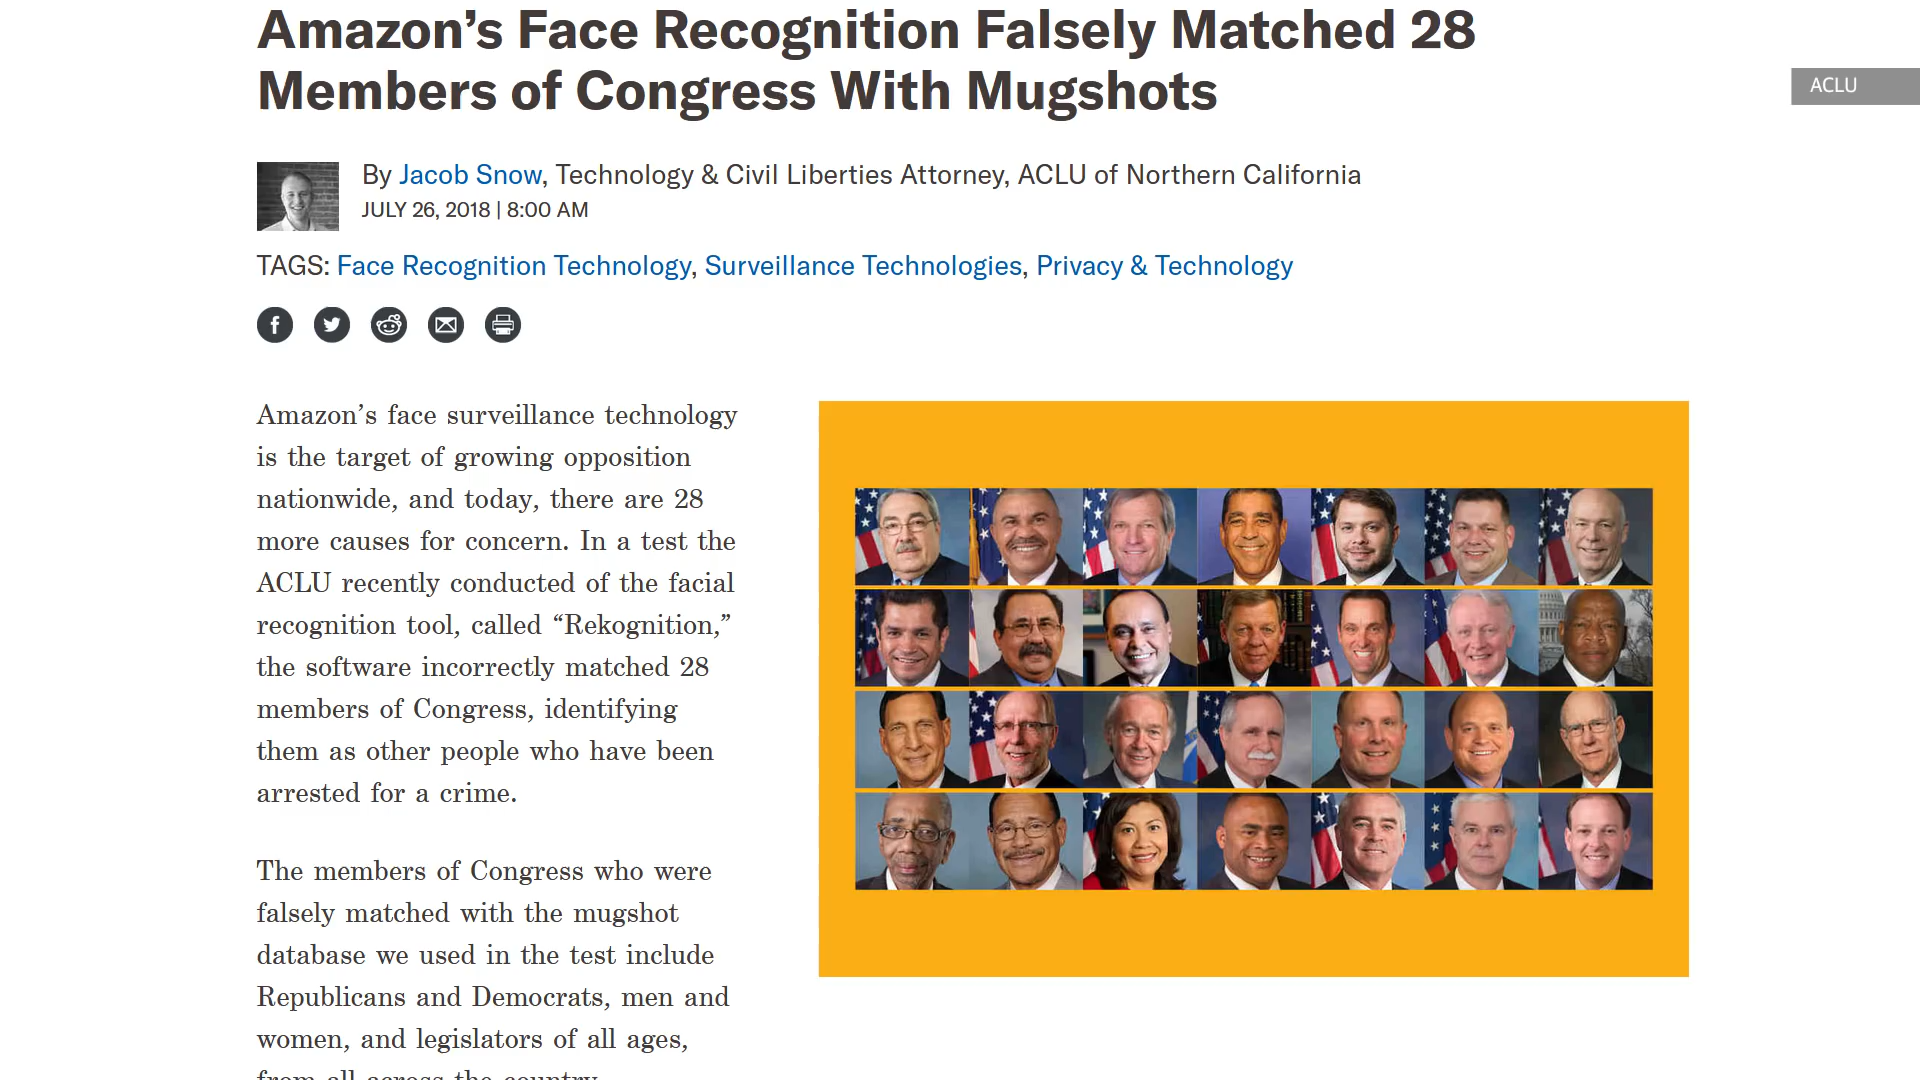 Amazon’s Face Recognition Falsely Matched 28
Members of Congress With Mugshots
ACLU
By Jacob Snow, Technology & Civil Liberties Attorney, ACLU of Northern California
JULY 26, 2018 | 8:00 AM
TAGS: Face Recognition Technology, Surveillance Technologies, Privacy & Technology
Amazon’s face surveillance technology
is the target of growing opposition
nationwide, and today, there are 28
more causes for concern. In a test the
ACLU recently conducted of the facial
recognition tool, called “Rekognition,”
the software incorrectly matched 28
members of Congress, identifying
them as other people who have been
arrested for a crime.
The members of Congress who were
falsely matched with the mugshot
database we used in the test include
Republicans and Democrats, men and
women, and legislators of all ages,
from all across the country.